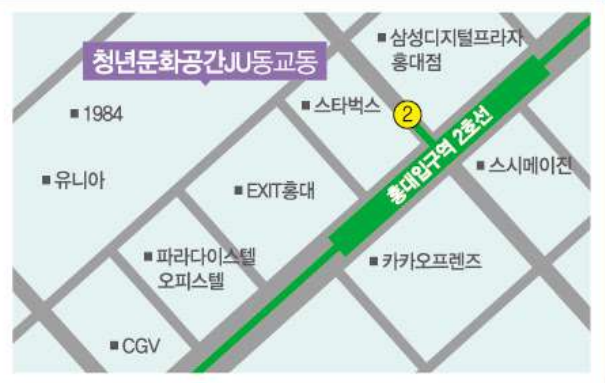 ■ 삼성디지털프라자
홍대점
청년문화공간JU동교동
■ 1984
■ 스타벅스
2
홍대입구역 2호선
■ 스시메이진
■ 유니아
■ EXIT홍대
■ 파라다이스텔
오피스텔
■ 카카오프렌즈
■ CGV